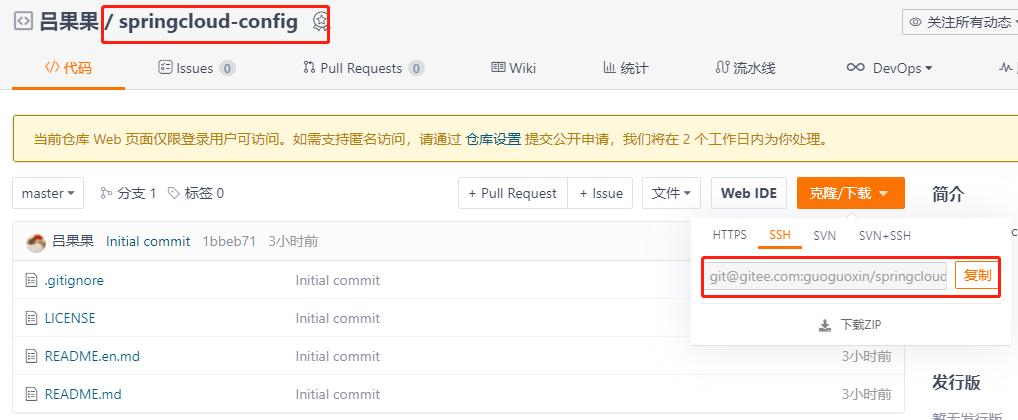 吕果果 / springcloud-config 关注所有动态
代码 Issues 0 Pull Requests 0 Wiki 统计 流水线 DevOps
当前仓库 Web 页面仅限登录用户可访问。如需支持匿名访问，请通过 仓库设置 提交公开申请，我们将在 2 个工作日内为你处理。
master 分支 1 标签 0 + Pull Request + Issue 文件 Web IDE 克隆/下载 简介
HTTPS SSH SVN SVN+SSH
吕果果 Initial commit 1bbeb71 3小时前
git@gitee.com:guoguoxin/springcloud 复制
.gitignore Initial commit
LICENSE Initial commit
下载ZIP
README.en.md Initial commit 3小时前
发行版
README.md Initial commit 3小时前
暂无发行版